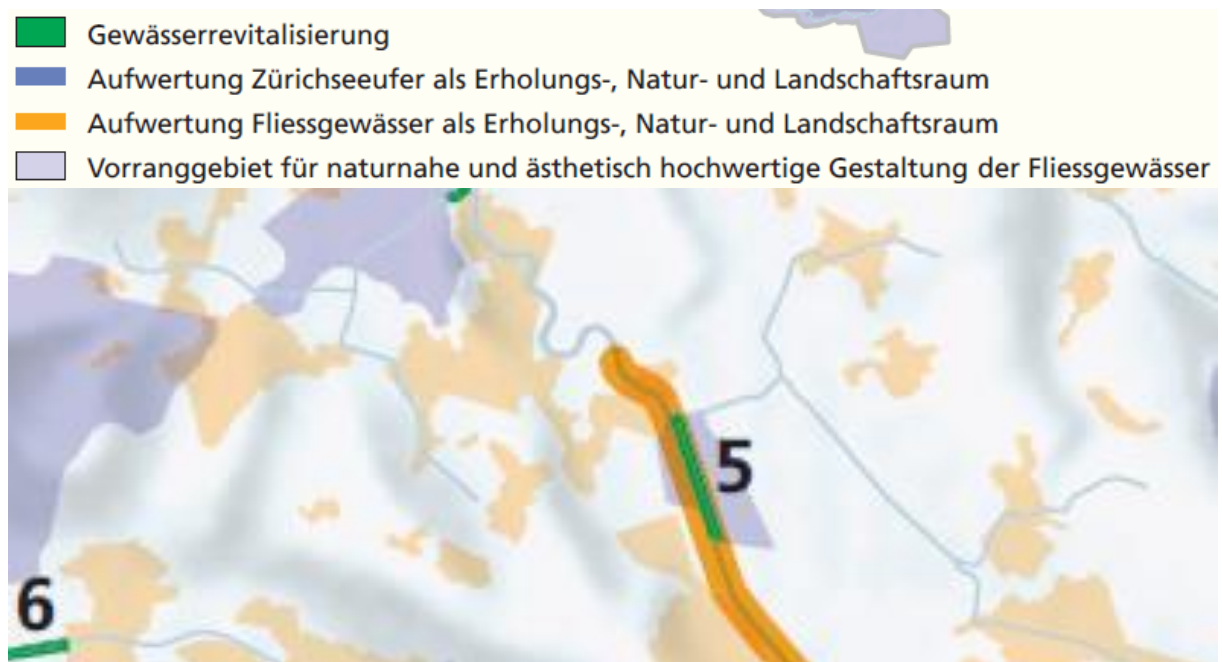 Gewässerrevitalisierung
Aufwertung Zürichseeufer als Erholungs-, Natur- und Landschaftsraum
Aufwertung Fliessgewässer als Erholungs-, Natur- und Landschaftsraum
Vorranggebiet für naturnahe und ästhetisch hochwertige Gestaltung der Fliessgewässer
5
6